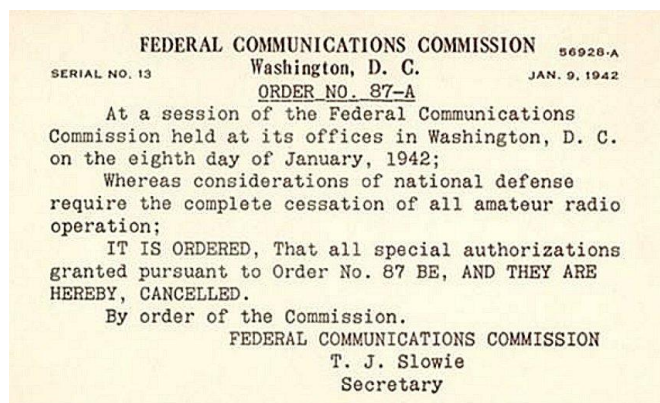 FEDERAL COMMUNICATIONS COMMISSION 56928-A
SERIAL NO. 13 Washington, D. C. JAN. 9, 1942
ORDER NO. 87-A
At a session of the Federal Communications
Commission held at its offices in Washington, D. C.
on the eighth day of January, 1942;
Whereas considerations of national defense
require the complete cessation of all amateur radio
operation;
IT IS ORDERED, That all special authorizations
granted pursuant to Order No. 87 BE, AND THEY ARE
HEREBY, CANCELLED.
By order of the Commission.
FEDERAL COMMUNICATIONS COMMISSION
T. J. Slowie
Secretary